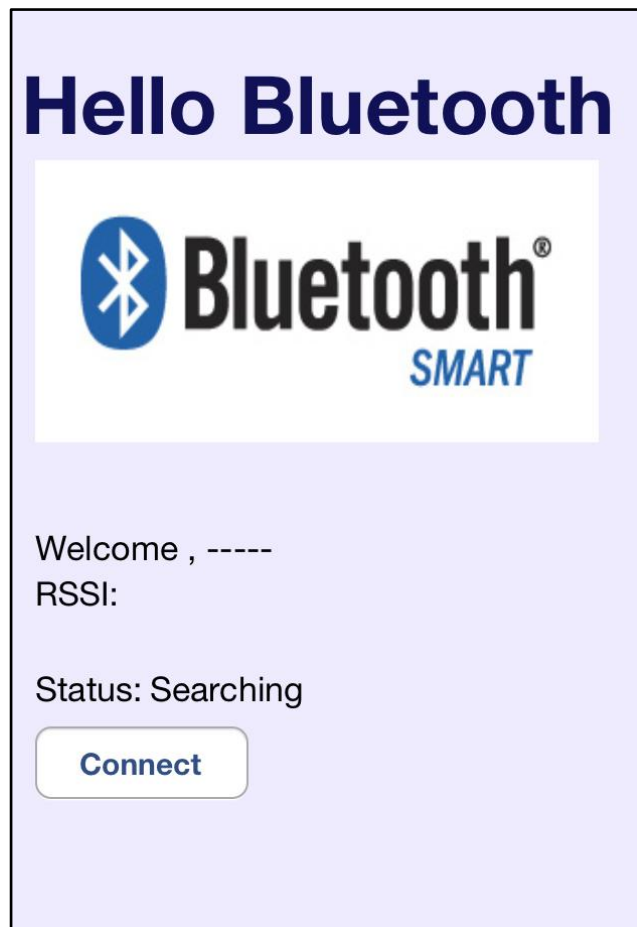 Hello Bluetooth
Bluetooth®
SMART
Welcome , -----
RSSI:
Status: Searching
Connect